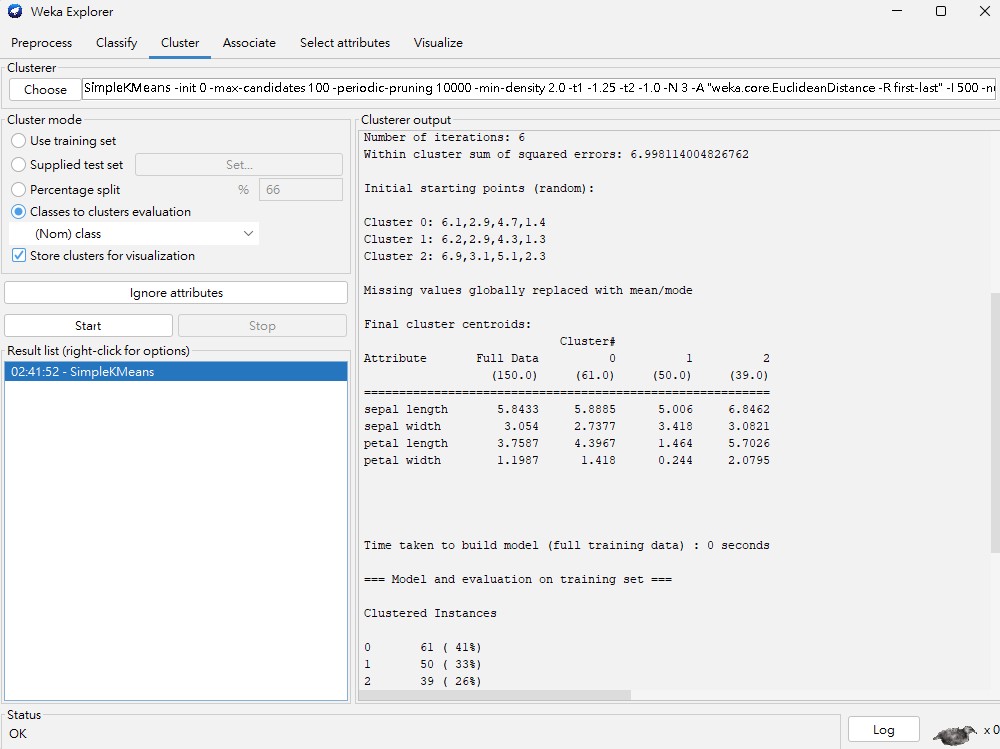 Weka Explorer
Preprocess Classify Cluster Associate Select attributes Visualize
Clusterer
Choose SimpleKMeans -init 0 -max-candidates 100 -periodic-pruning 10000 -min-density 2.0 -t1 -1.25 -t2 -1.0 -N 3 -A "weka.core.EuclideanDistance -R first-last" -I 500 -n
Cluster mode
Use training set
Supplied test set Set...
Percentage split % 66
Classes to clusters evaluation
(Nom) class
Store clusters for visualization
Ignore attributes
Start Stop
Result list (right-click for options)
02:41:52 - SimpleKMeans
Clusterer output
Number of iterations: 6
Within cluster sum of squared errors: 6.998114004826762
Initial starting points (random):
Cluster 0: 6.1,2.9,4.7,1.4
Cluster 1: 6.2,2.9,4.3,1.3
Cluster 2: 6.9,3.1,5.1,2.3
Missing values globally replaced with mean/mode
Final cluster centroids:
Cluster#
Attribute Full Data 0 1 2
(150.0) (61.0) (50.0) (39.0)
==========================================================
sepal length 5.8433 5.8885 5.006 6.8462
sepal width 3.054 2.7377 3.418 3.0821
petal length 3.7587 4.3967 1.464 5.7026
petal width 1.1987 1.418 0.244 2.0795
Time taken to build model (full training data) : 0 seconds
=== Model and evaluation on training set ===
Clustered Instances
0 61 ( 41%)
1 50 ( 33%)
2 39 ( 26%)
Status
OK
Log x 0